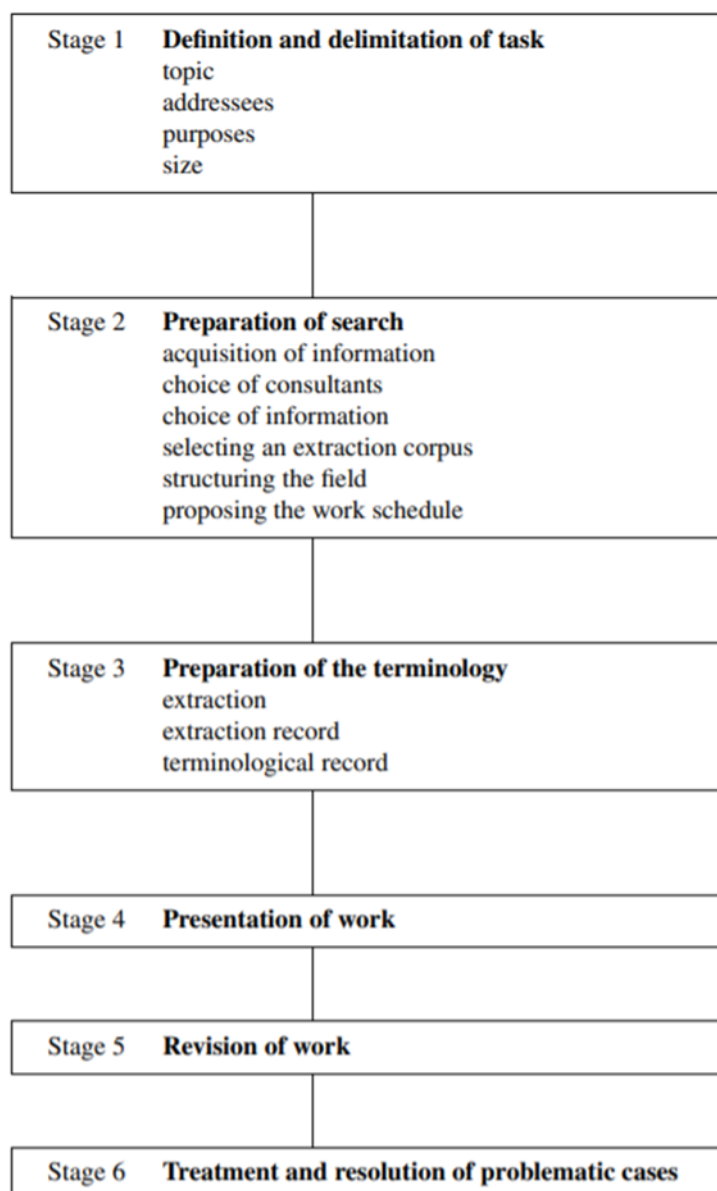 Stage 1 Definition and delimitation of task
topic
addressees
purposes
size
Stage 2 Preparation of search
acquisition of information
choice of consultants
choice of information
selecting an extraction corpus
structuring the field
proposing the work schedule
Stage 3 Preparation of the terminology
extraction
extraction record
terminological record
Stage 4 Presentation of work
Stage 5 Revision of work
Stage 6 Treatment and resolution of problematic cases